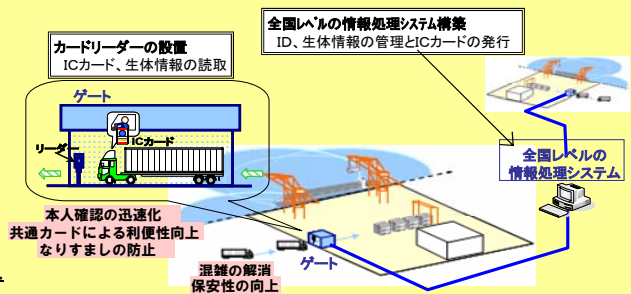 カードリーダーの設置
ICカード、生体情報の読取
全国レベルの情報処理システム構築
ID、生体情報の管理とICカードの発行
ゲート
ICカード
リーダー
本人確認の迅速化
共通カードによる利便性向上
なりすましの防止
混雑の解消
保安性の向上
ゲート
全国レベルの
情報処理システム